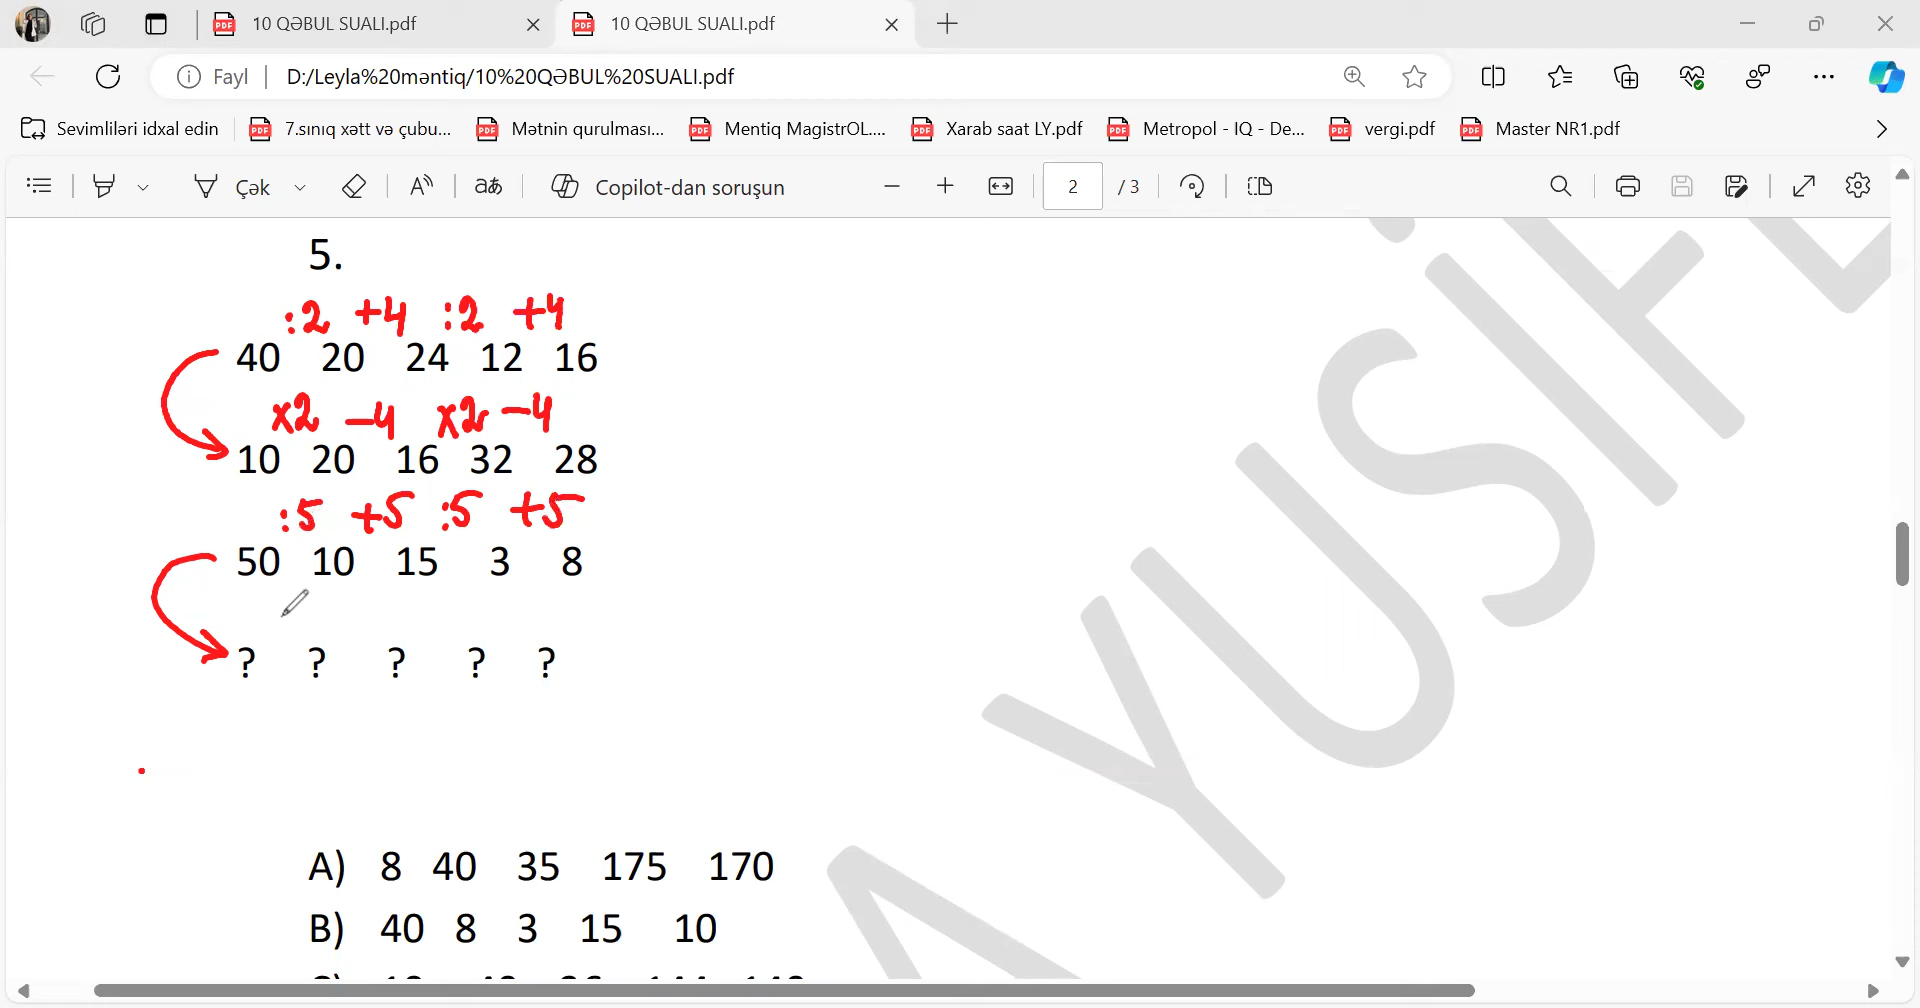 10 QƏBUL SUALI.pdf 10 QƏBUL SUALI.pdf
Fayl D:/Leyla%20məntiq/10%20QƏBUL%20SUALI.pdf
Sevimliləri idxal edin 7.sınıq xətt və çubu... Mətnin qurulması... Mentiq MagistrOL.... Xarab saat LY.pdf Metropol - IQ - De... vergi.pdf Master NR1.pdf
Çək aあ Copilot-dan soruşun 2 / 3
5.
:2 +4 :2 +4
40 20 24 12 16
x2 -4 x2 -4
10 20 16 32 28
:5 +5 :5 +5
50 10 15 3 8
? ? ? ? ?
A) 8 40 35 175 170
B) 40 8 3 15 10